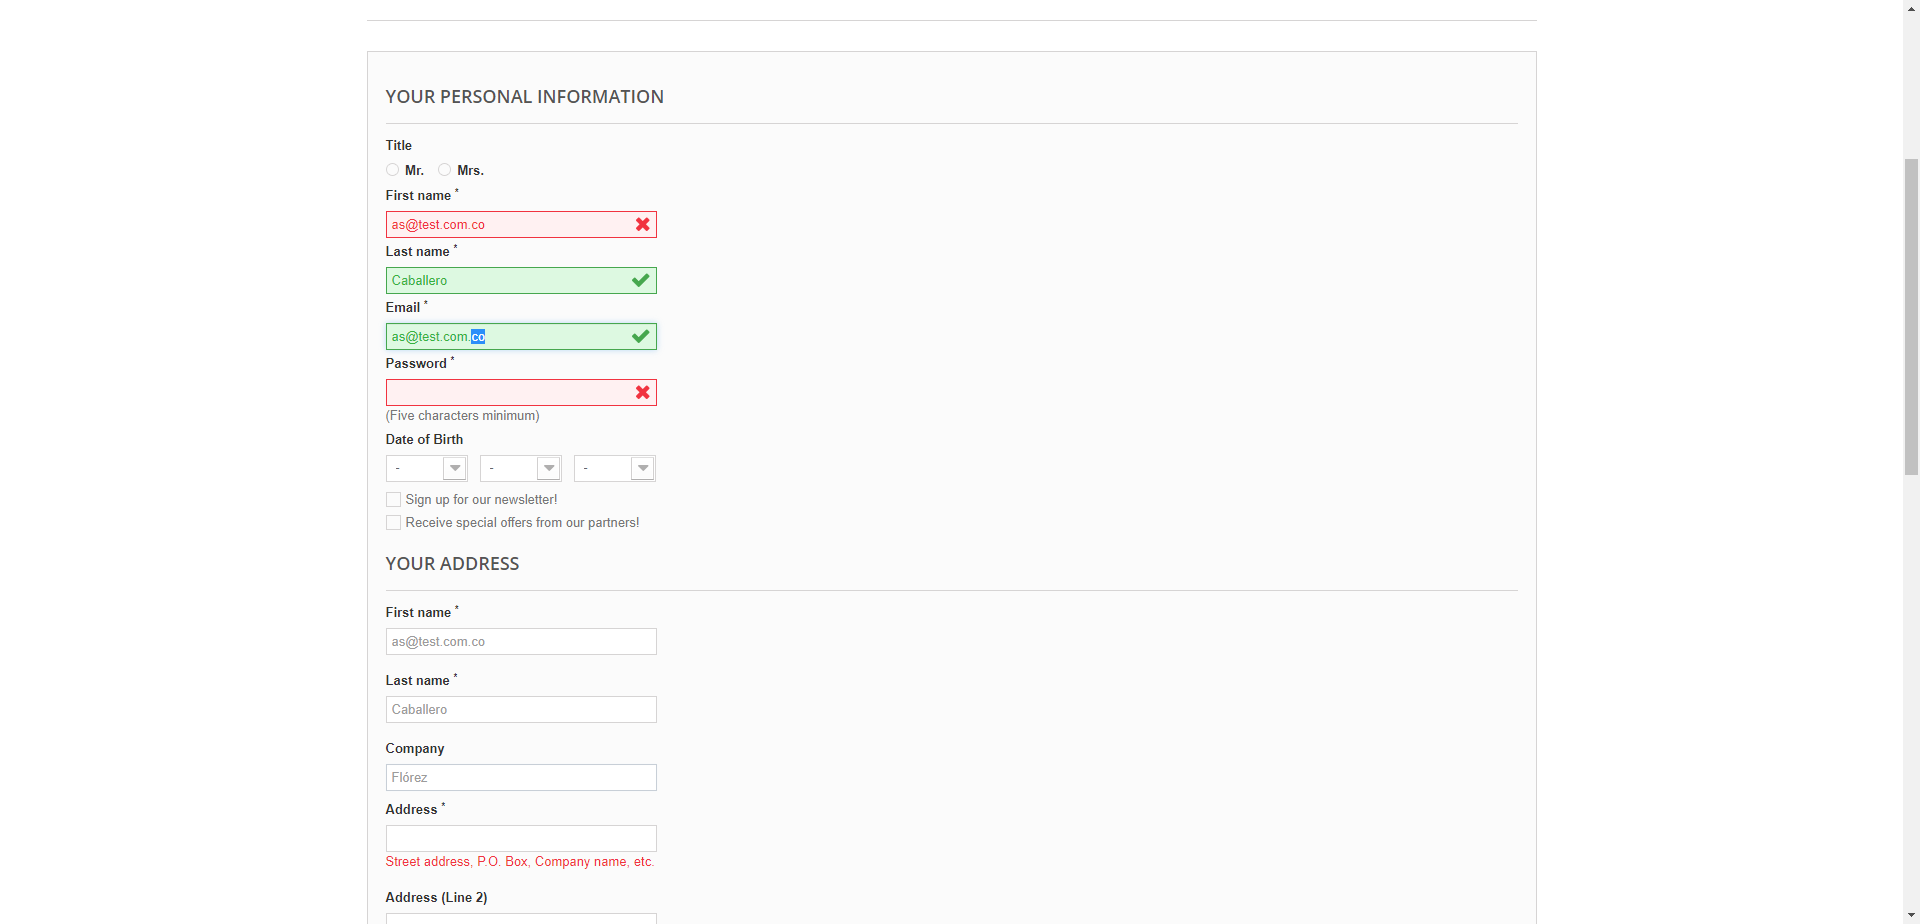 YOUR PERSONAL INFORMATION
Title
Mr. Mrs.
First name *
as@test.com.co
Last name *
Caballero
Email *
as@test.com.co
Password *
(Five characters minimum)
Date of Birth
- - -
Sign up for our newsletter!
Receive special offers from our partners!
YOUR ADDRESS
First name *
as@test.com.co
Last name *
Caballero
Company
Flórez
Address *
Street address, P.O. Box, Company name, etc.
Address (Line 2)